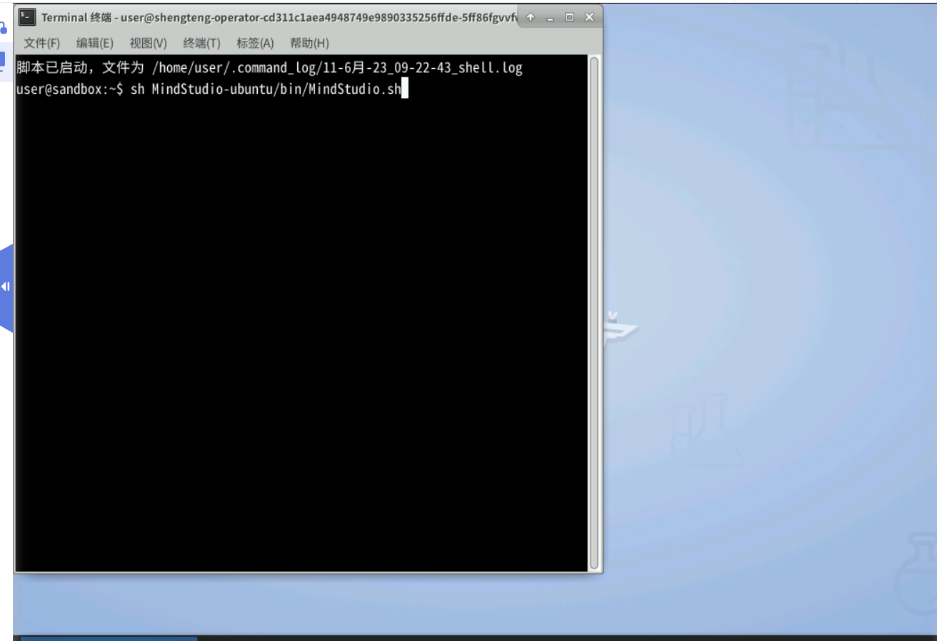 Terminal 终端 - user@shengteng-operator-cd311c1aea4948749e9890335256ffde-5ff86fgvvf
文件(F) 编辑(E) 视图(V) 终端(T) 标签(A) 帮助(H)
脚本已启动，文件为 /home/user/.command_log/11-6月-23_09-22-43_shell.log
user@sandbox:~$ sh MindStudio-ubuntu/bin/MindStudio.sh